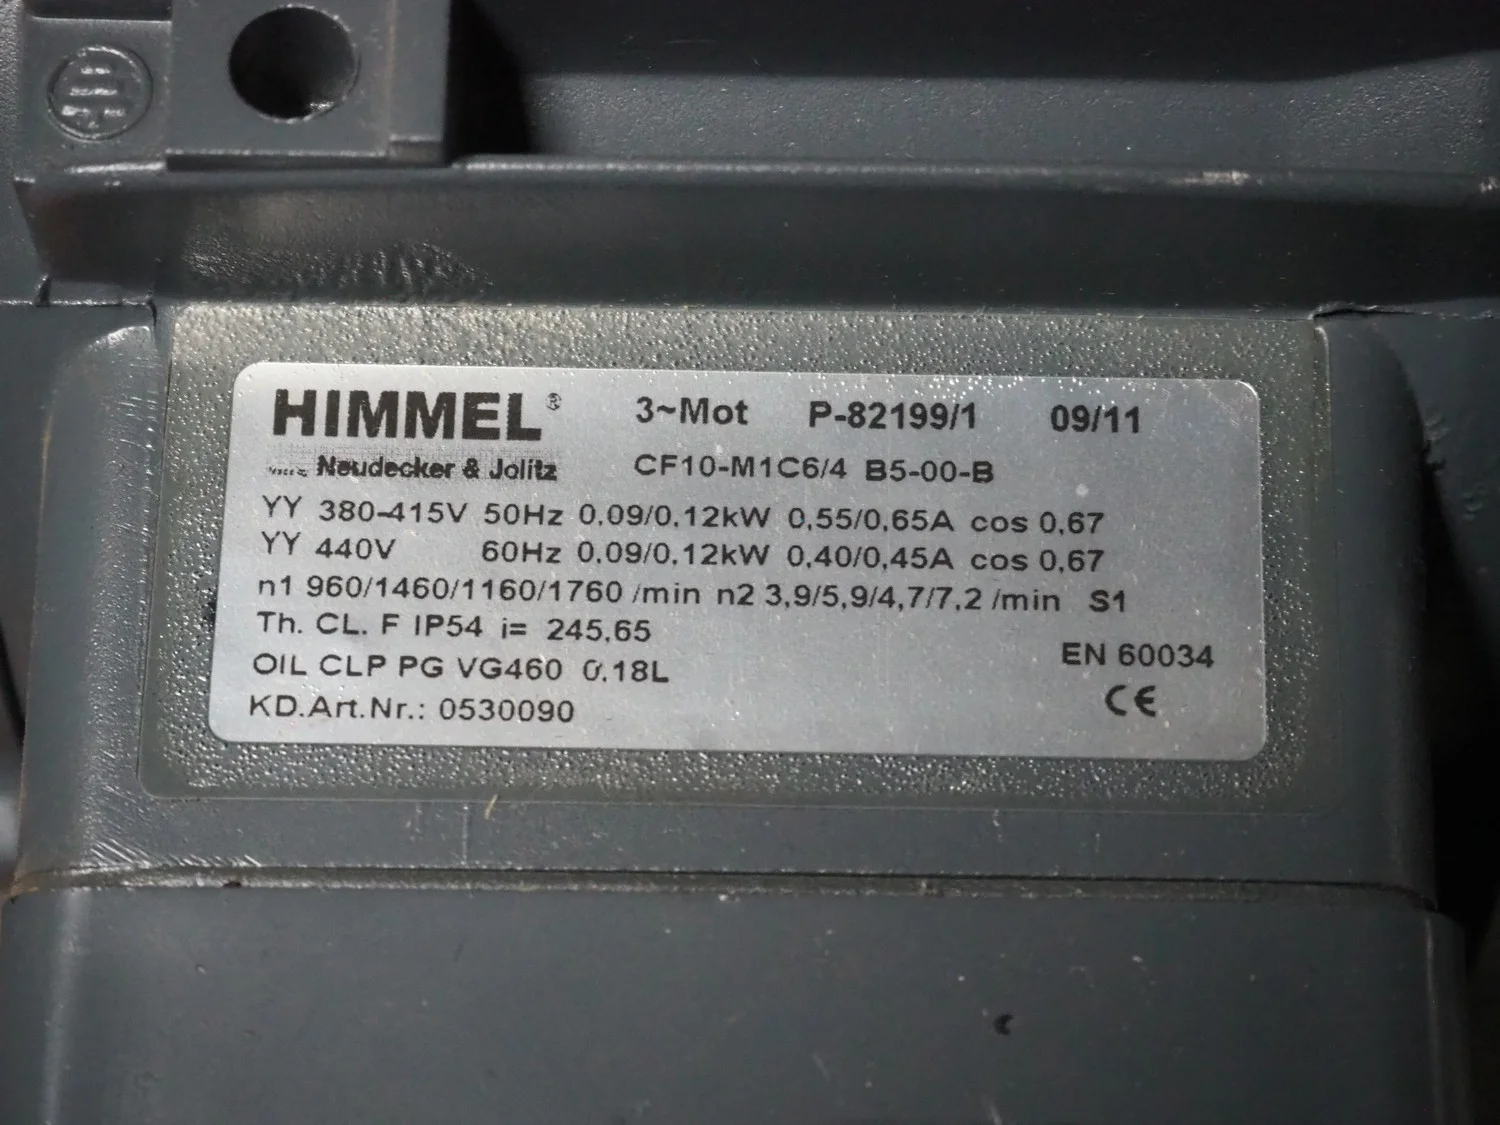 HIMMEL® 3~Mot P-82199/1 09/11
Neudecker & Jolitz CF10-M1C6/4 B5-00-B
YY 380-415V 50Hz 0,09/0,12kW 0,55/0,65A cos 0,67
YY 440V 60Hz 0,09/0,12kW 0,40/0,45A cos 0,67
n1 960/1460/1160/1760 /min n2 3,9/5,9/4,7/7,2 /min S1
Th. CL. F IP54 i= 245,65
EN 60034
OIL CLP PG VG460 0.18L
CE
KD.Art.Nr.: 0530090